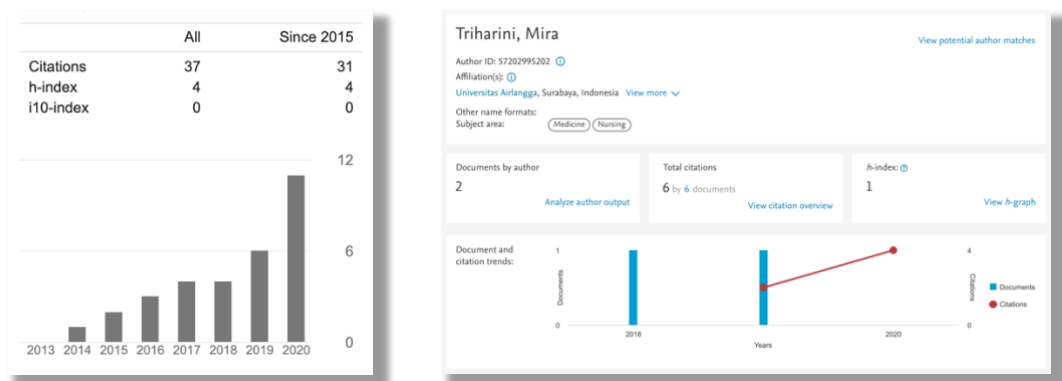 All Since 2015
Citations 37 31
h-index 4 4
i10-index 0 0
12
6
0
2013 2014 2015 2016 2017 2018 2019 2020
Triharini, Mira
View potential author matches
Author ID: 57202995202
Affiliation(s):
Universitas Airlangga, Surabaya, Indonesia View more
Other name formats:
Subject area: Medicine Nursing
Documents by author
2
Analyze author output
Total citations
6 by 6 documents
View citation overview
h-index:
1
View h-graph
Document and
citation trends:
1
0
Documents
2018
2020
Years
4
0
Citations
Documents
Citations